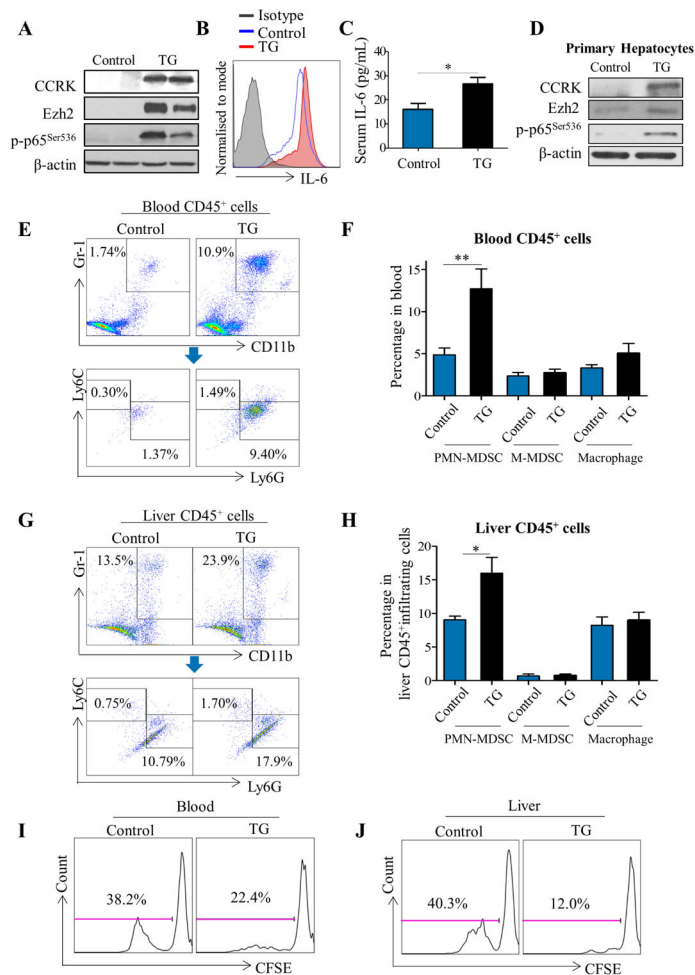 A
Control TG
CCRK
Ezh2
p-p65Ser536
β-actin
B
Isotype
Control
TG
Normalised to mode
IL-6
C
Serum IL-6 (pg/mL)
40
30
20
10
0
*
Control TG
D
Primary Hepatocytes
Control TG
CCRK
Ezh2
p-p65Ser536
β-actin
E
Blood CD45+ cells
Control TG
1.74% 10.9%
Gr-1
CD11b
Ly6C
0.30% 1.49%
1.37% 9.40%
Ly6G
F
Blood CD45+ cells
Percentage in blood
15
10
5
0
**
Control TG Control TG Control TG
PMN-MDSC M-MDSC Macrophage
G
Liver CD45+ cells
Control TG
13.5% 23.9%
Gr-1
CD11b
Ly6C
0.75% 1.70%
10.79% 17.9%
Ly6G
H
Liver CD45+ cells
Percentage in
liver CD45+infiltrating cells
20
15
10
5
0
*
Control TG Control TG Control TG
PMN-MDSC M-MDSC Macrophage
I
Blood
Control TG
38.2% 22.4%
Count
CFSE
J
Liver
Control TG
40.3% 12.0%
Count
CFSE